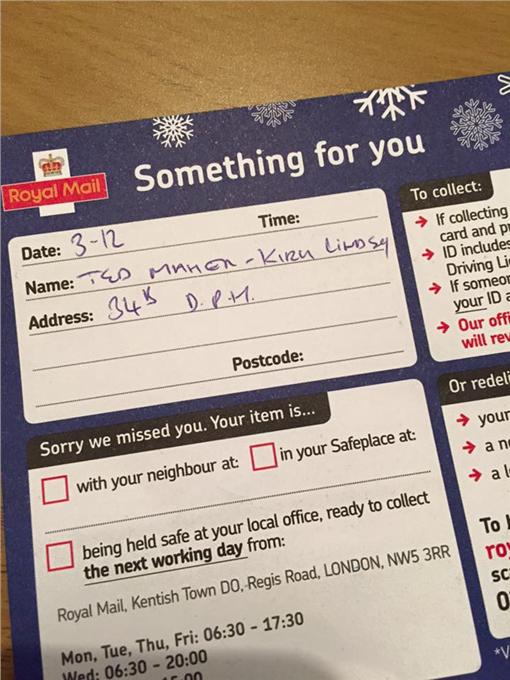 Royal Mail
Something for you
Date: 3-12 Time:
Name: TED MAHER - KIRK LINDSY
Address: 34 D.P.H.
Postcode:
Sorry we missed you. Your item is...
with your neighbour at: in your Safeplace at:
being held safe at your local office, ready to collect
the next working day from:
Royal Mail, Kentish Town DO, Regis Road, LONDON, NW5 3RR
Mon, Tue, Thu, Fri: 06:30 - 17:30
Wed: 06:30 - 20:00
To collect:
If collecting
card and
ID includes
Driving
If someon
your ID a
Our offi
will rev
Or redeli
your
a
a
To